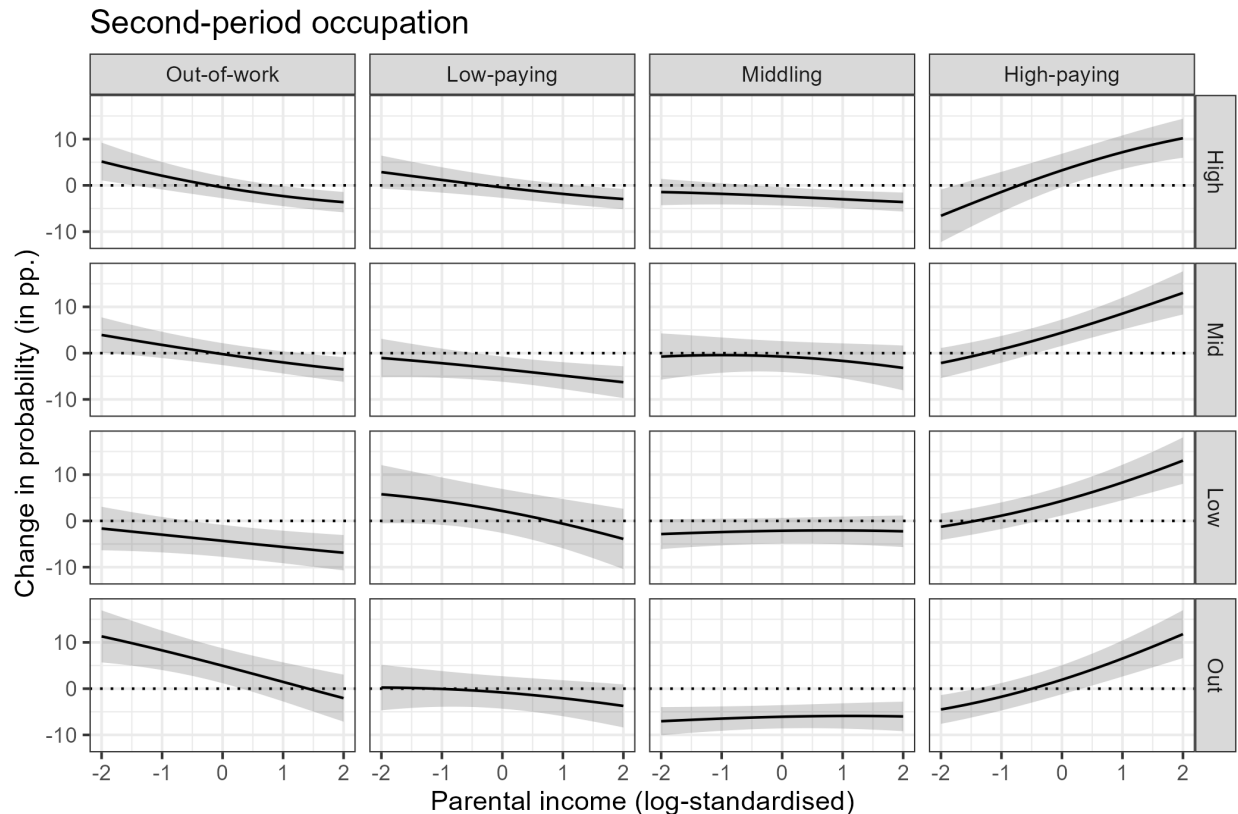 Second-period occupation
Out-of-work Low-paying Middling High-paying
10
0
-10
High
10
0
-10
Mid
10
0
-10
Low
10
0
-10
Out
-2 -1 0 1 2 -2 -1 0 1 2 -2 -1 0 1 2 -2 -1 0 1 2
Change in probability (in pp.)
Parental income (log-standardised)